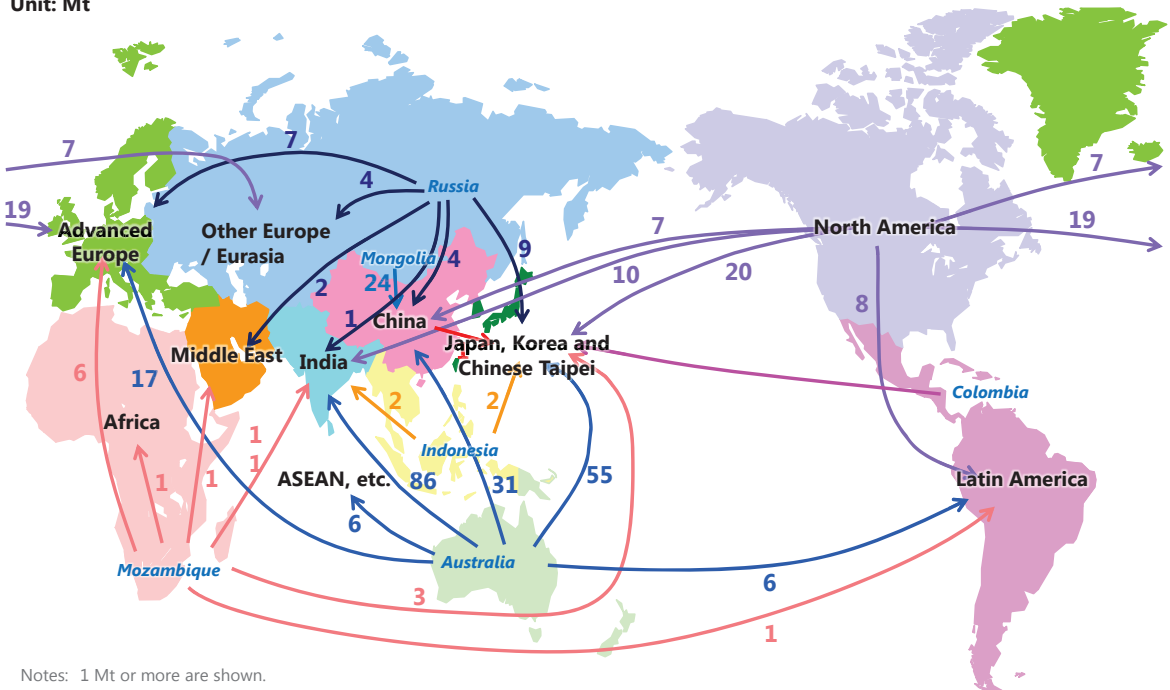 Unit: Mt
7
7
4
Russia
7
19
Advanced
Europe
Other Europe
/ Eurasia
Mongolia
4
9
7
North America
19
24
2
10
20
8
1
China
1
Middle East
India
Japan, Korea and
Chinese Taipei
6
17
2
2
Colombia
Africa
1
1
Indonesia
1
1
ASEAN, etc.
86
31
55
Latin America
6
Mozambique
Australia
3
6
1
Notes: 1 Mt or more are shown.